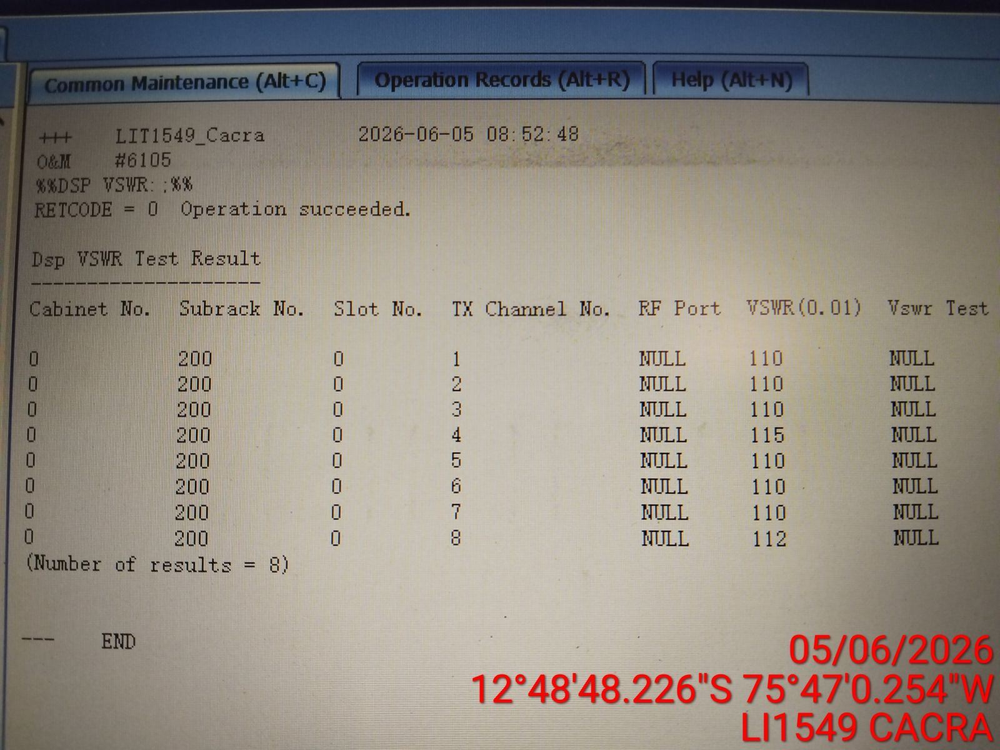 Common Maintenance (Alt+C) Operation Records (Alt+R) Help (Alt+N)
+++ LIT1549_Cacra 2026-06-05 08:52:48
O&M #6105
%%DSP VSWR:;%%
RETCODE = 0 Operation succeeded.
Dsp VSWR Test Result
--------------------
Cabinet No. Subrack No. Slot No. TX Channel No. RF Port VSWR(0.01) Vswr Test
0 200 0 1 NULL 110 NULL
0 200 0 2 NULL 110 NULL
0 200 0 3 NULL 110 NULL
0 200 0 4 NULL 115 NULL
0 200 0 5 NULL 110 NULL
0 200 0 6 NULL 110 NULL
0 200 0 7 NULL 110 NULL
0 200 0 8 NULL 112 NULL
(Number of results = 8)
--- END
05/06/2026
12°48'48.226"S 75°47'0.254"W
LI1549 CACRA